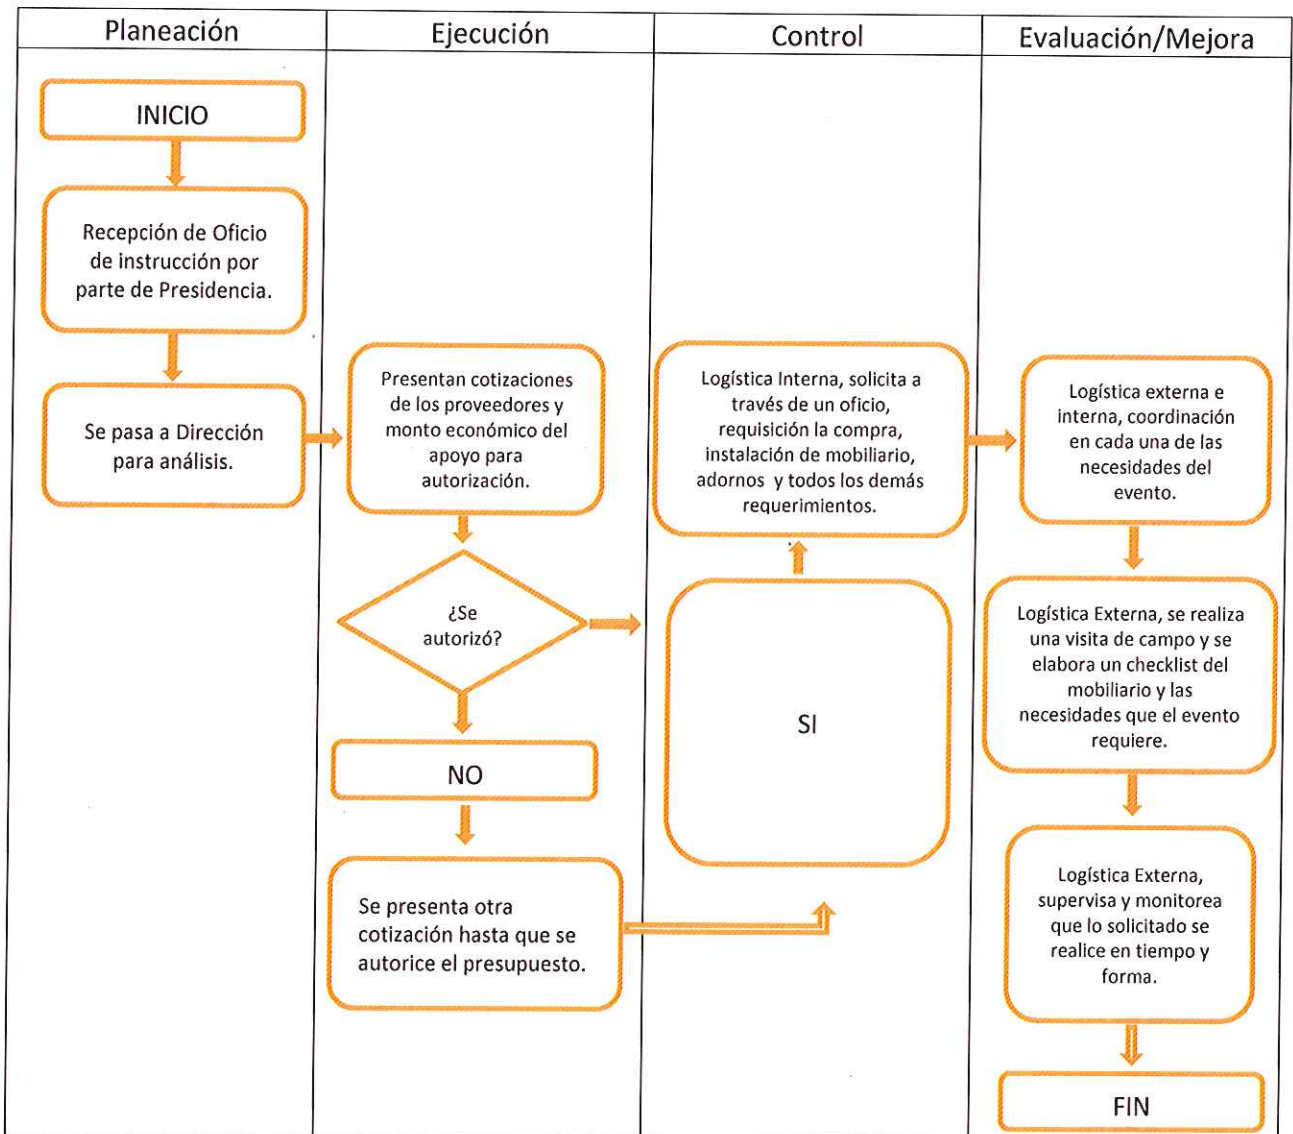 Planeación
Ejecución
Control
Evaluación/Mejora
INICIO
Recepción de Oficio
de instrucción por
parte de Presidencia.
Se pasa a Dirección
para análisis.
Presentan cotizaciones
de los proveedores y
monto económico del
apoyo para
autorización.
¿Se
autorizó?
NO
Se presenta otra
cotización hasta que se
autorice el presupuesto.
Logística Interna, solicita a
través de un oficio,
requisición la compra,
instalación de mobiliario,
adornos y todos los demás
requerimientos.
SI
Logística externa e
interna, coordinación
en cada una de las
necesidades del
evento.
Logística Externa, se realiza
una visita de campo y se
elabora un checklist del
mobiliario y las
necesidades que el evento
requiere.
Logística Externa,
supervisa y monitorea
que lo solicitado se
realice en tiempo y
forma.
FIN